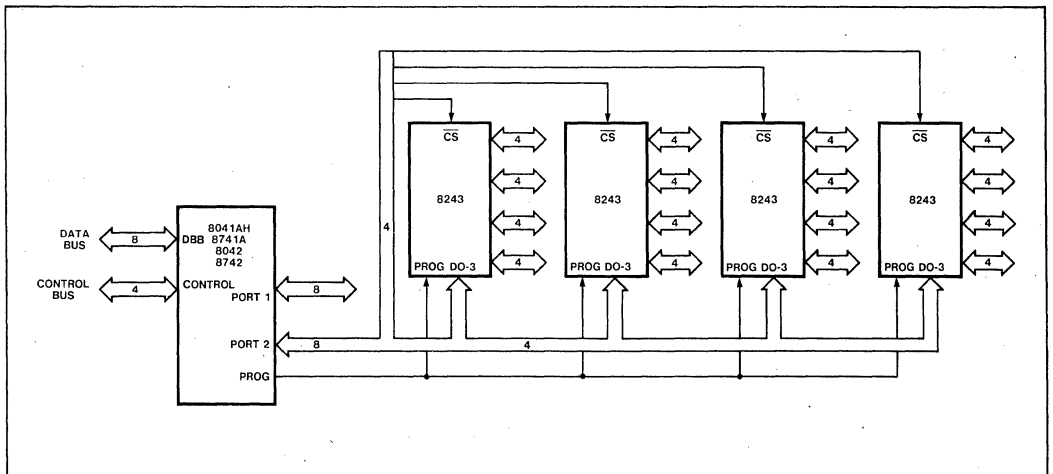 CS
CS
CS
CS
4
4
4
4
4
4
4
4
8243
8243
8243
8243
4
4
4
4
4
8041AH
DATA BUS
8
DBB
8741A
8042
8742
4
4
4
4
PROG DO-3
PROG DO-3
PROG DO-3
PROG DO-3
CONTROL BUS
4
CONTROL
PORT 1
8
PORT 2
8
4
PROG